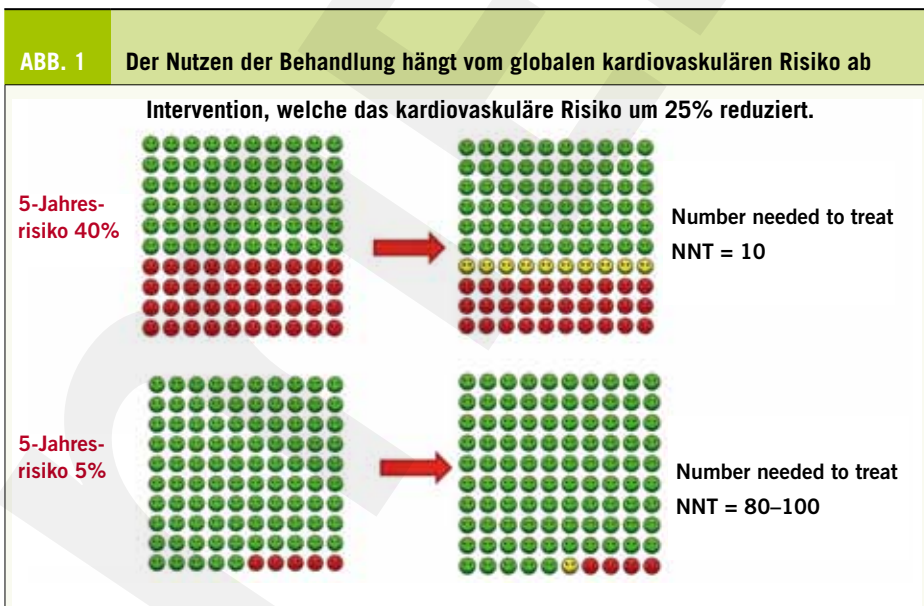 ABB. 1 Der Nutzen der Behandlung hängt vom globalen kardiovaskulären Risiko ab
Intervention, welche das kardiovaskuläre Risiko um 25% reduziert.
5-Jahres-
risiko 40%
Number needed to treat
NNT = 10
5-Jahres-
risiko 5%
Number needed to treat
NNT = 80–100